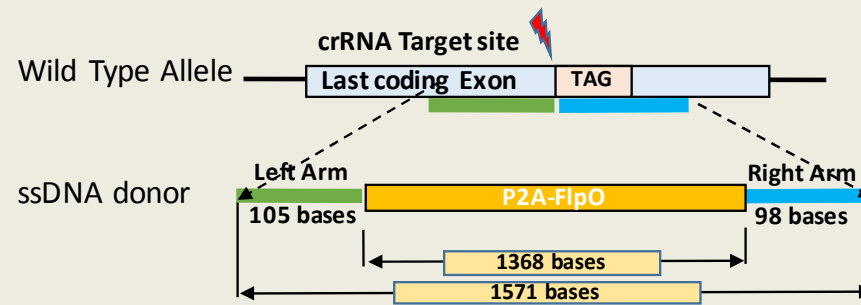 crRNA Target site
Wild Type Allele
Last coding Exon
TAG
Left Arm
Right Arm
ssDNA donor
P2A-FlpO
105 bases
98 bases
1368 bases
1571 bases